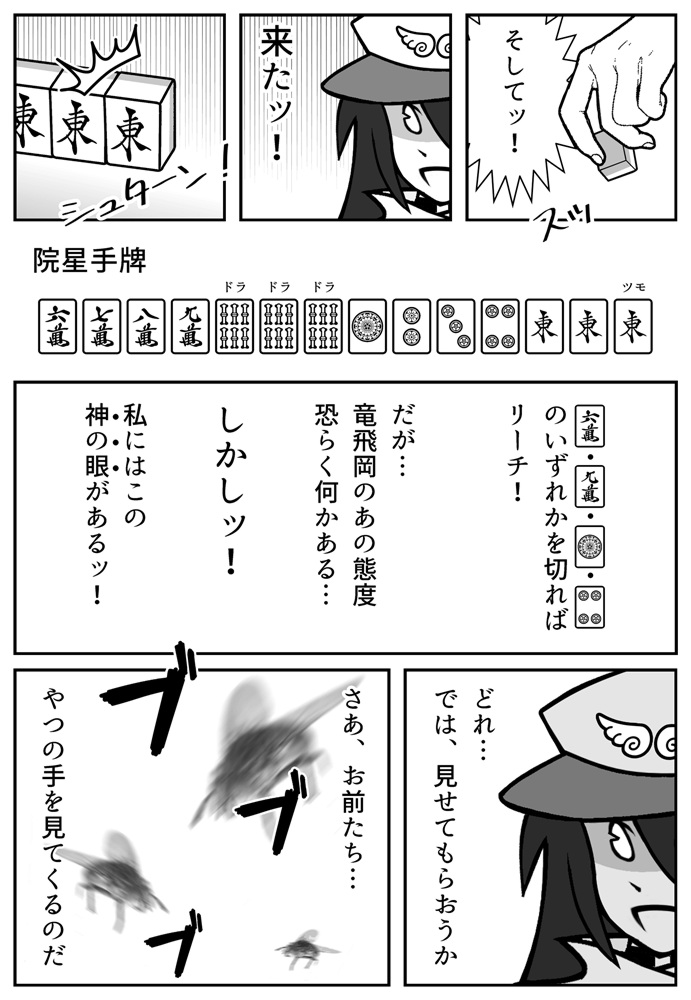 そしてッ！
スッ
来たッ！
東
東
東
シュターン！
院星手牌
ドラ
ドラ
ドラ
ツモ
六萬
七萬
八萬
九萬
東
東
東
六萬・九萬・・
のいずれかを切れば
リーチ！
だが…
竜飛岡のあの態度
恐らく何かある…
しかしッ！
私にはこの
神の眼があるッ！
どれ…
では、見せてもらおうか
さあ、お前たち…
やつの手を見てくるのだ
ブ
ブ
ブ